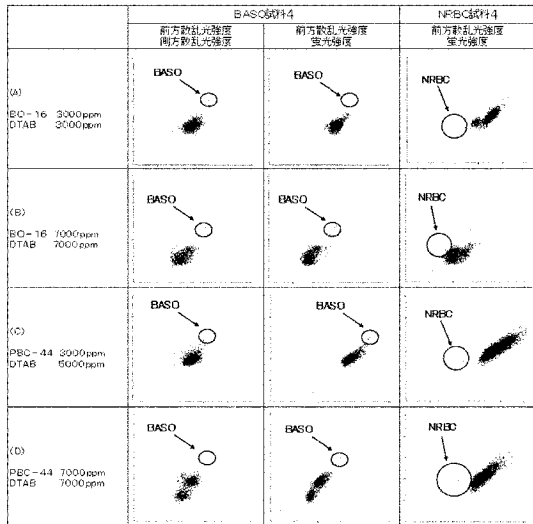 BASO試料4
NRBC試料4
前方散乱光強度
側方散乱光強度
前方散乱光強度
蛍光強度
前方散乱光強度
蛍光強度
(A)
BO-16 3000ppm
DTAB 3000ppm
BASO
BASO
NRBC
(B)
BO-16 7000ppm
DTAB 7000ppm
BASO
BASO
NRBC
(C)
PBC-44 3000ppm
DTAB 5000ppm
BASO
BASO
NRBC
(D)
PBC-44 7000ppm
DTAB 7000ppm
BASO
BASO
NRBC